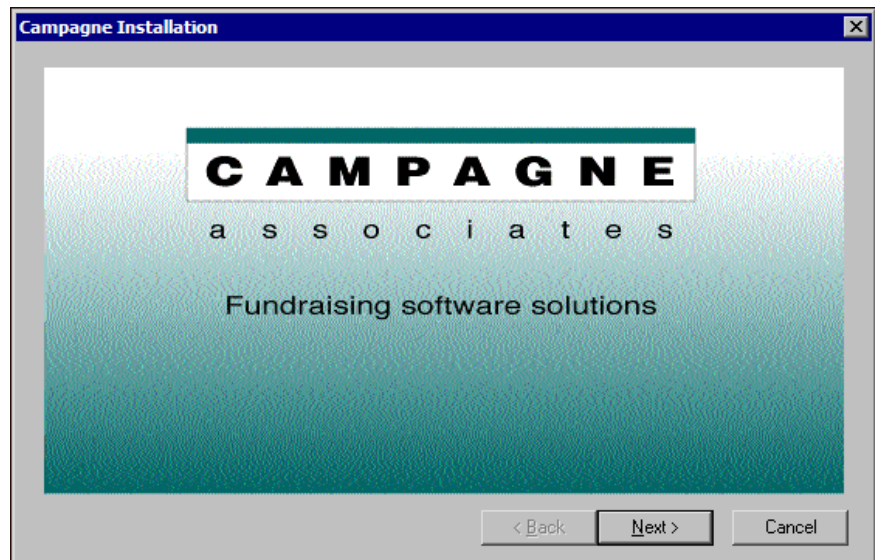 Campagne Installation
CAMPAGNE
associates
Fundraising software solutions
< Back Next > Cancel